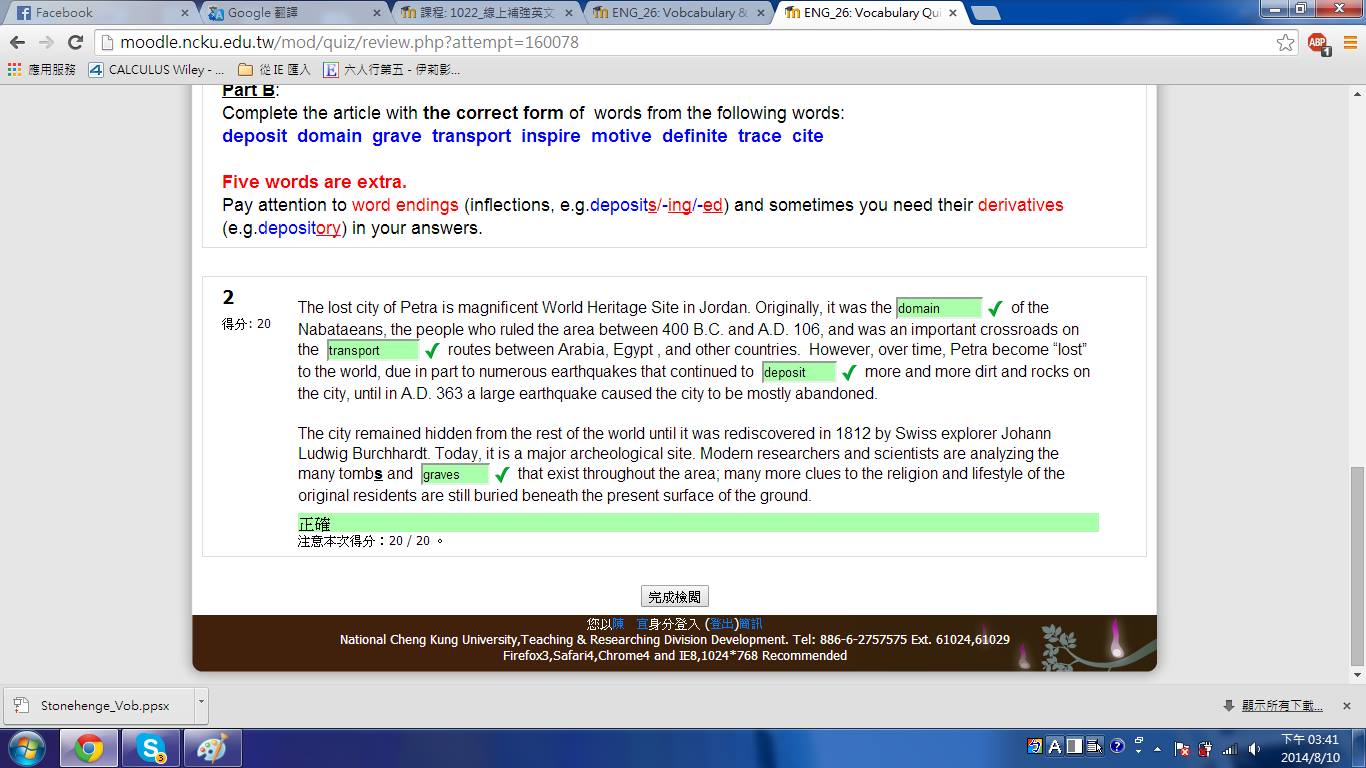 Facebook
Google 翻譯
課程: 1022_線上補強英文
ENG_26: Vobcabulary &
ENG_26: Vocabulary Qui
moodle.ncku.edu.tw/mod/quiz/review.php?attempt=160078
ABP
1
應用服務
CALCULUS Wiley - ...
從 IE 匯入
六人行第五 - 伊莉影...
Part B:
Complete the article with the correct form of words from the following words:
deposit domain grave transport inspire motive definite trace cite
Five words are extra.
Pay attention to word endings (inflections, e.g.deposits/-ing/-ed) and sometimes you need their derivatives
(e.g.depository) in your answers.
2
得分: 20
The lost city of Petra is magnificent World Heritage Site in Jordan. Originally, it was the domain of the
Nabataeans, the people who ruled the area between 400 B.C. and A.D. 106, and was an important crossroads on
the transport routes between Arabia, Egypt , and other countries. However, over time, Petra become “lost”
to the world, due in part to numerous earthquakes that continued to deposit more and more dirt and rocks on
the city, until in A.D. 363 a large earthquake caused the city to be mostly abandoned.
The city remained hidden from the rest of the world until it was rediscovered in 1812 by Swiss explorer Johann
Ludwig Burchhardt. Today, it is a major archeological site. Modern researchers and scientists are analyzing the
many tombs and graves that exist throughout the area; many more clues to the religion and lifestyle of the
original residents are still buried beneath the present surface of the ground.
正確
注意本次得分：20 / 20 。
完成檢閱
您以陳 宜身分登入 (登出)簡訊
National Cheng Kung University,Teaching & Researching Division Development. Tel: 886-6-2757575 Ext. 61024,61029
Firefox3,Safari4,Chrome4 and IE8,1024*768 Recommended
Stonehenge_Vob.ppsx
顯示所有下載...
下午 03:41
2014/8/10